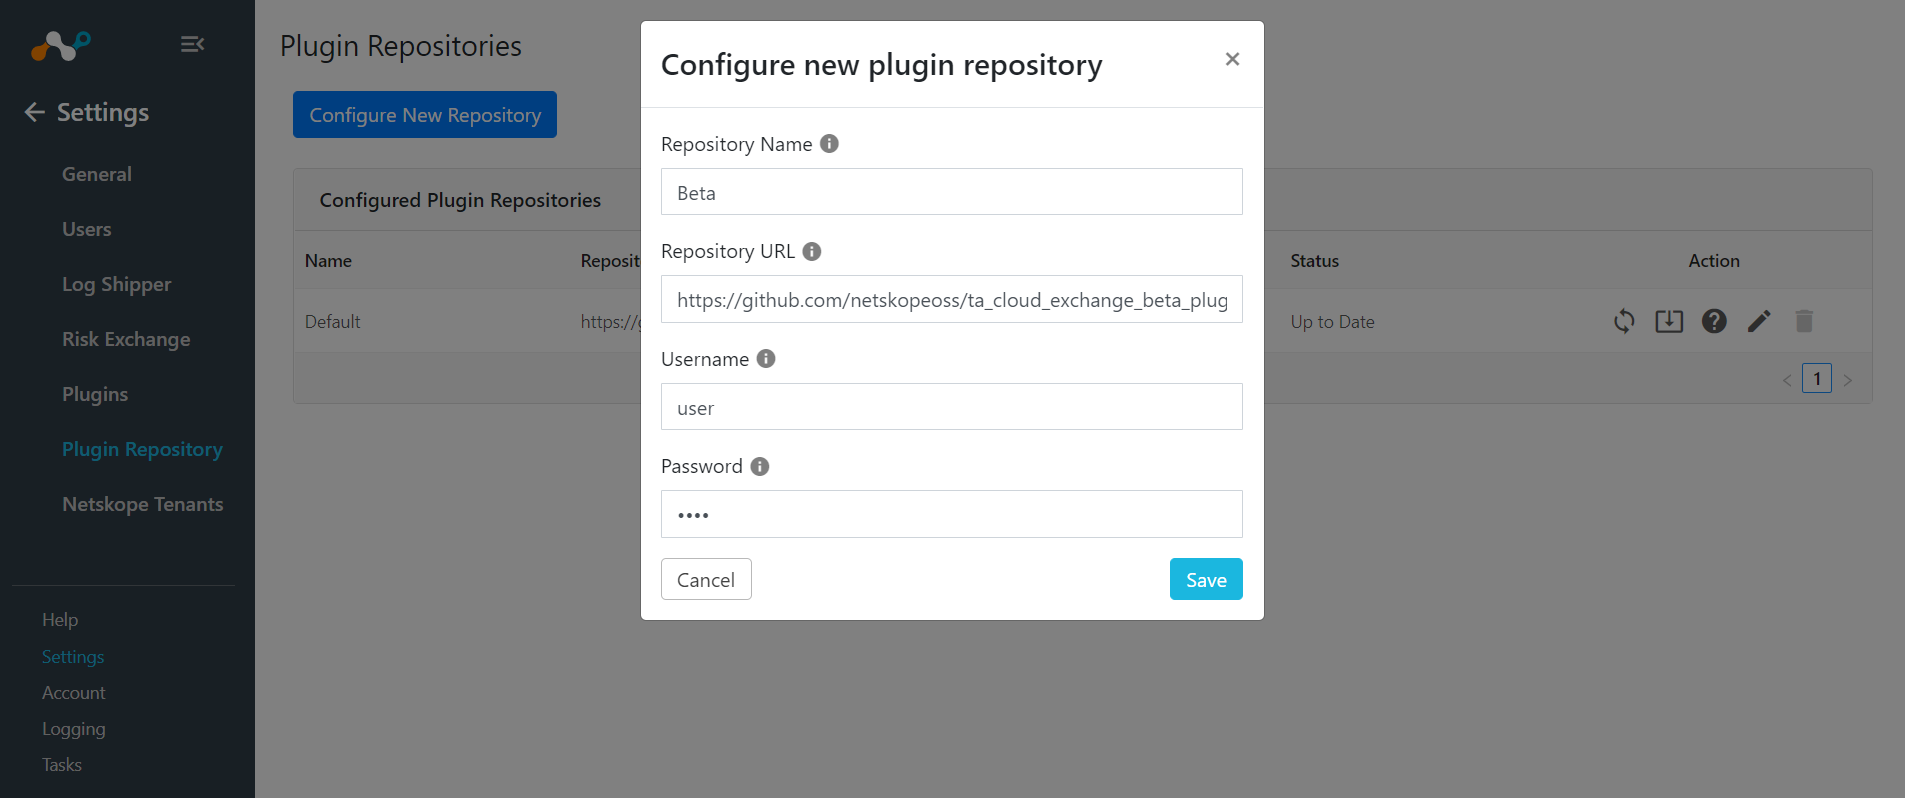 Settings
General
Users
Log Shipper
Risk Exchange
Plugins
Plugin Repository
Netskope Tenants
Help
Settings
Account
Logging
Tasks
Plugin Repositories
Configure New Repository
Configured Plugin Repositories
Name Reposit Status Action
Default https:// Up to Date
1
Configure new plugin repository
Repository Name
Beta
Repository URL
https://github.com/netskopeoss/ta_cloud_exchange_beta_plug
Username
user
Password
••••
Cancel Save